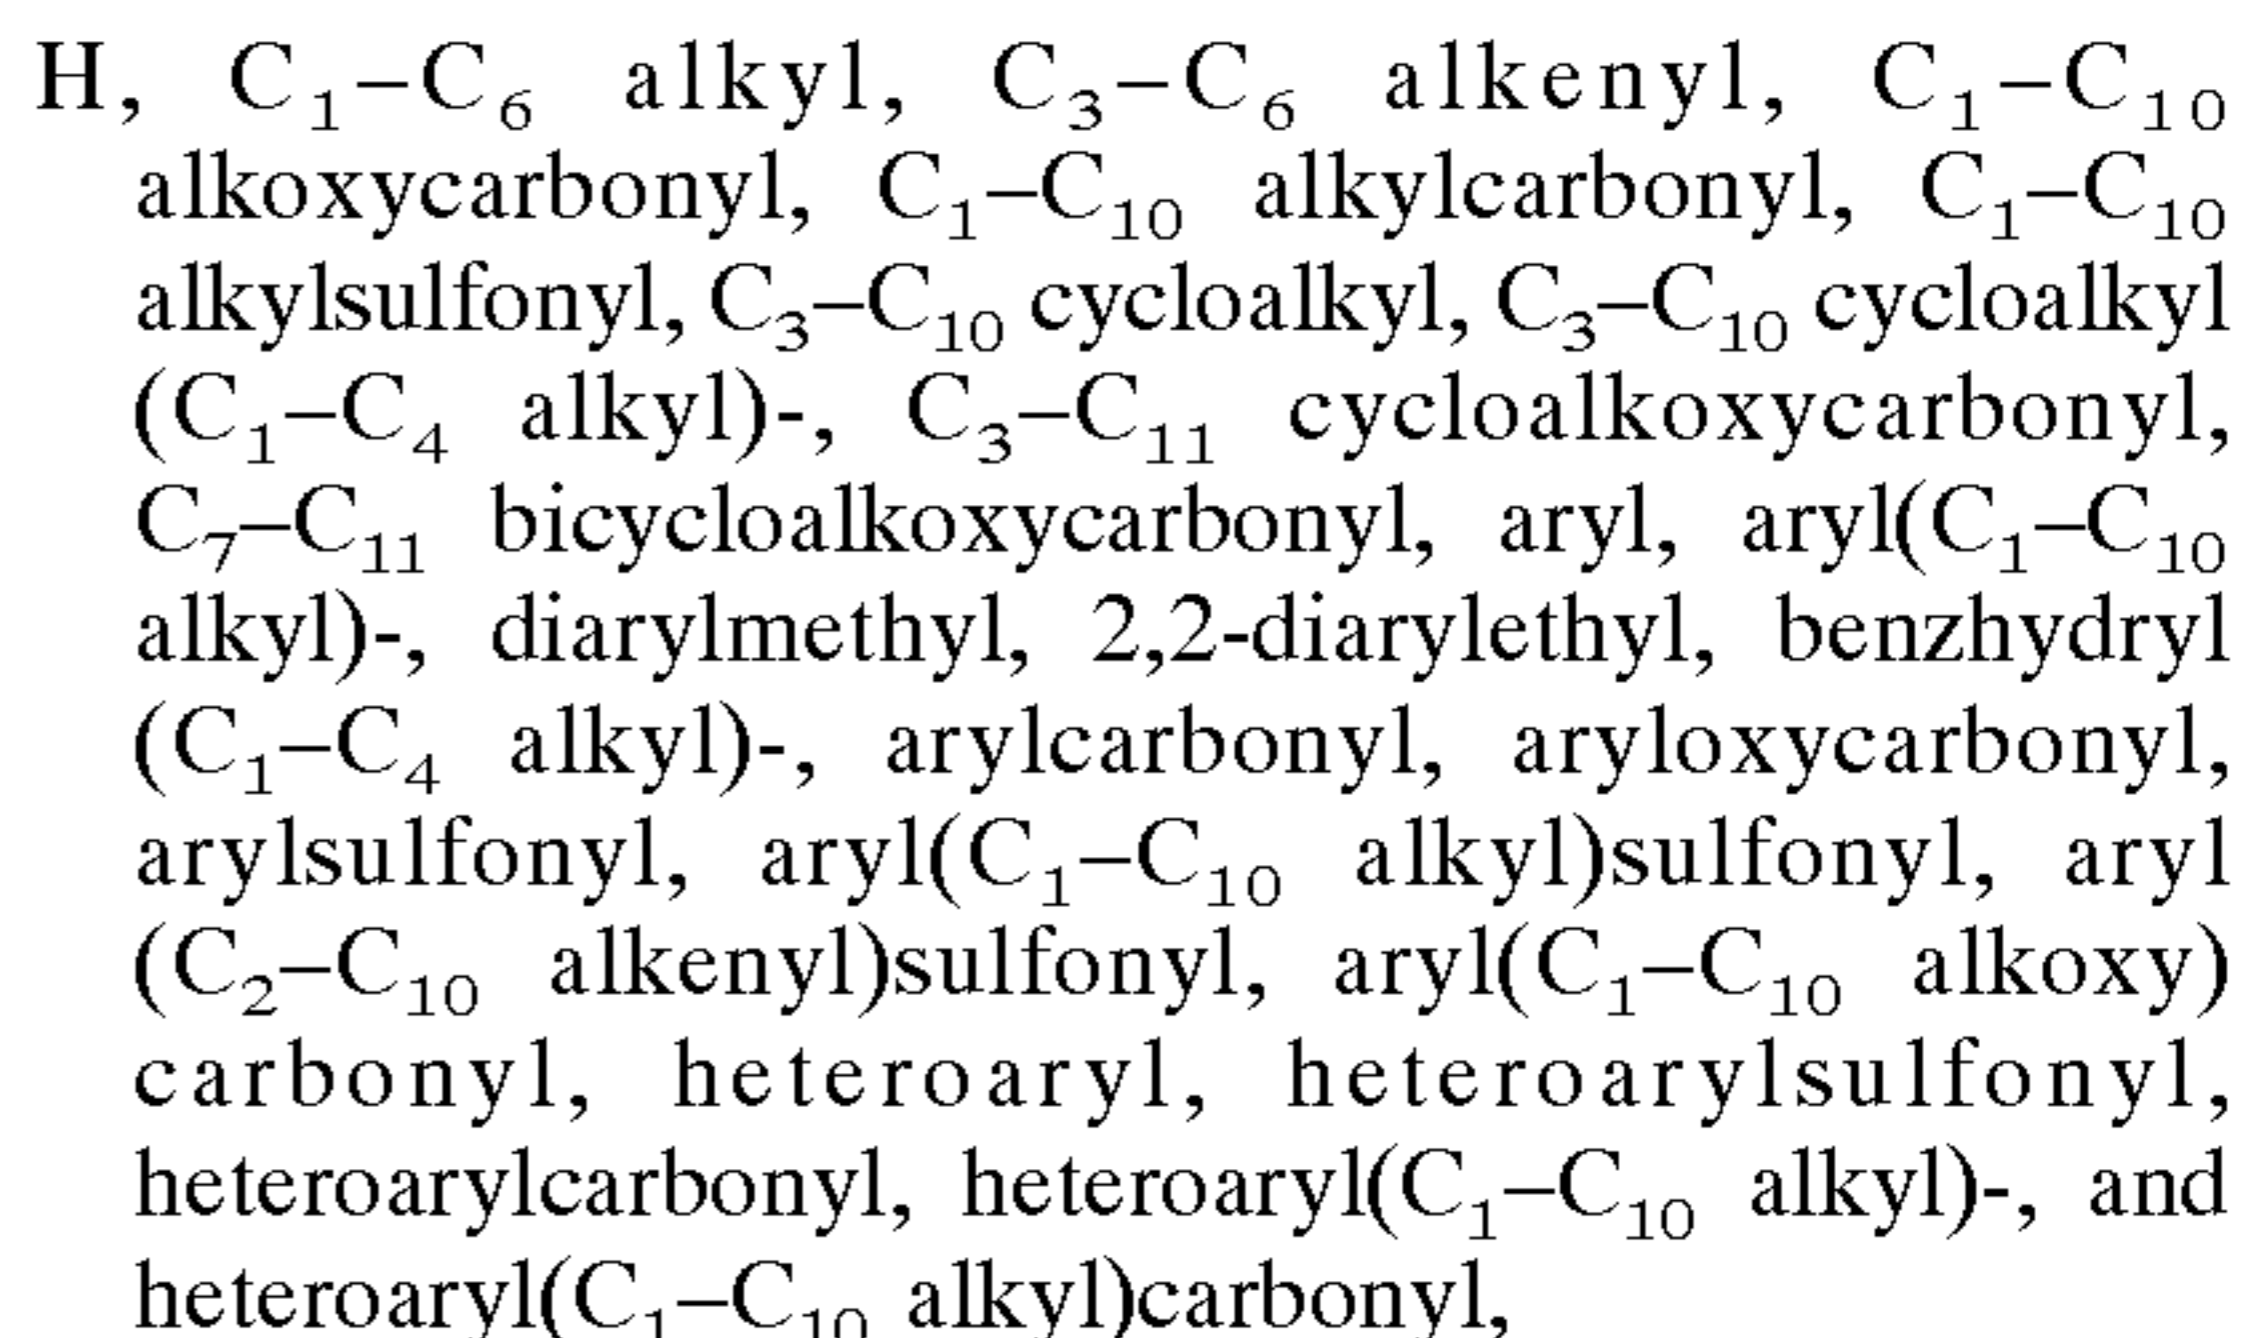 H, C₁–C₆ alkyl, C₃–C₆ alkenyl, C₁–C₁₀
alkoxycarbonyl, C₁–C₁₀ alkylcarbonyl, C₁–C₁₀
alkylsulfonyl, C₃–C₁₀ cycloalkyl, C₃–C₁₀ cycloalkyl
(C₁–C₄ alkyl)-, C₃–C₁₁ cycloalkoxycarbonyl,
C₇–C₁₁ bicycloalkoxycarbonyl, aryl, aryl(C₁–C₁₀
alkyl)-, diarylmethyl, 2,2-diarylethyl, benzhydryl
(C₁–C₄ alkyl)-, arylcarbonyl, aryloxycarbonyl,
arylsulfonyl, aryl(C₁–C₁₀ alkyl)sulfonyl, aryl
(C₂–C₁₀ alkenyl)sulfonyl, aryl(C₁–C₁₀ alkoxy)
carbonyl, heteroaryl, heteroarylsulfonyl,
heteroarylcarbonyl, heteroaryl(C₁–C₁₀ alkyl)-, and
heteroaryl(C₁–C₁₀ alkyl)carbonyl,